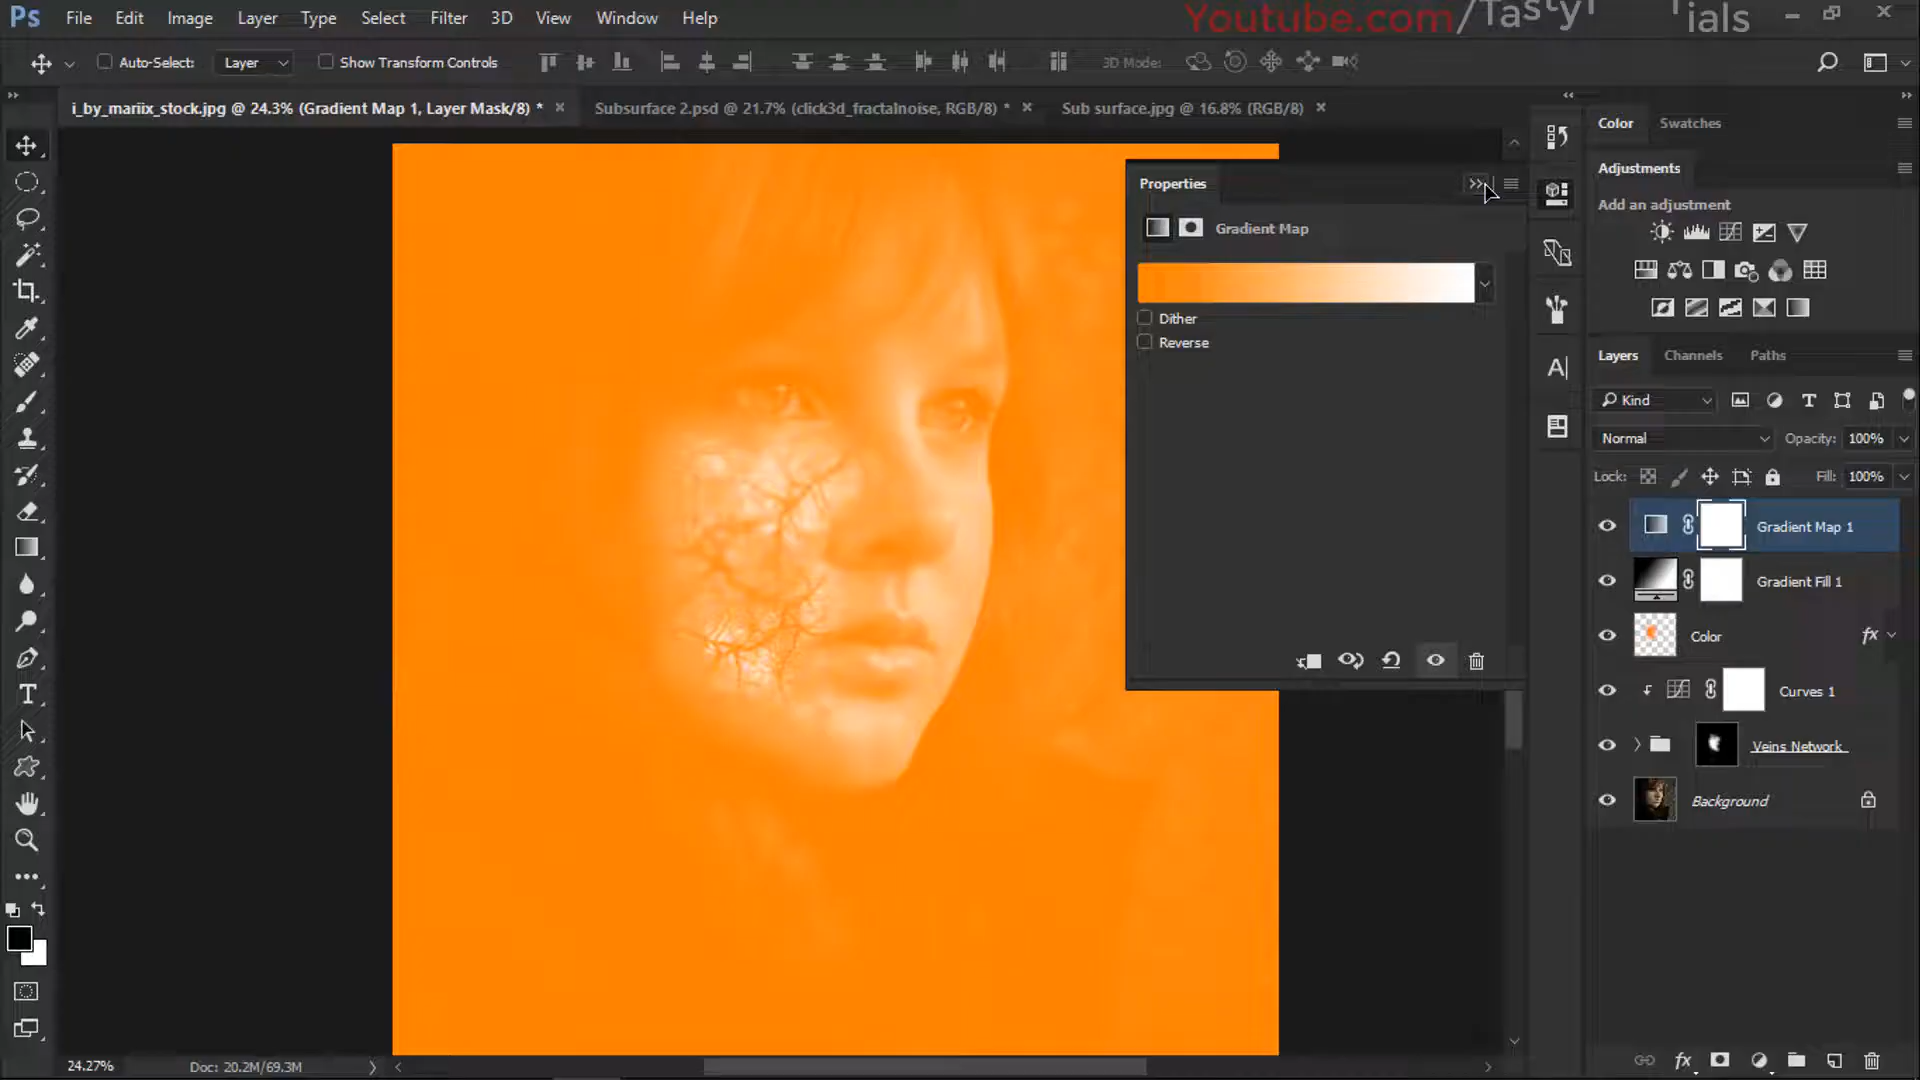 Ps File Edit Image Layer Type Select Filter 3D View Window Help
Youtube.com/Tasty ials
Auto-Select: Layer Show Transform Controls 3D Mode:
i_by_mariix_stock.jpg @ 24.3% (Gradient Map 1, Layer Mask/8) * × Subsurface 2.psd @ 21.7% (click3d_fractalnoise, RGB/8) * × Sub surface.jpg @ 16.8% (RGB/8) ×
Color Swatches
Adjustments
Add an adjustment
Properties
Gradient Map
Dither
Reverse
Layers Channels Paths
Kind
Normal Opacity: 100%
Lock: Fill: 100%
Gradient Map 1
Gradient Fill 1
Color fx
Curves 1
Veins Network
Background
24.27% Doc: 20.2M/69.3M
fx